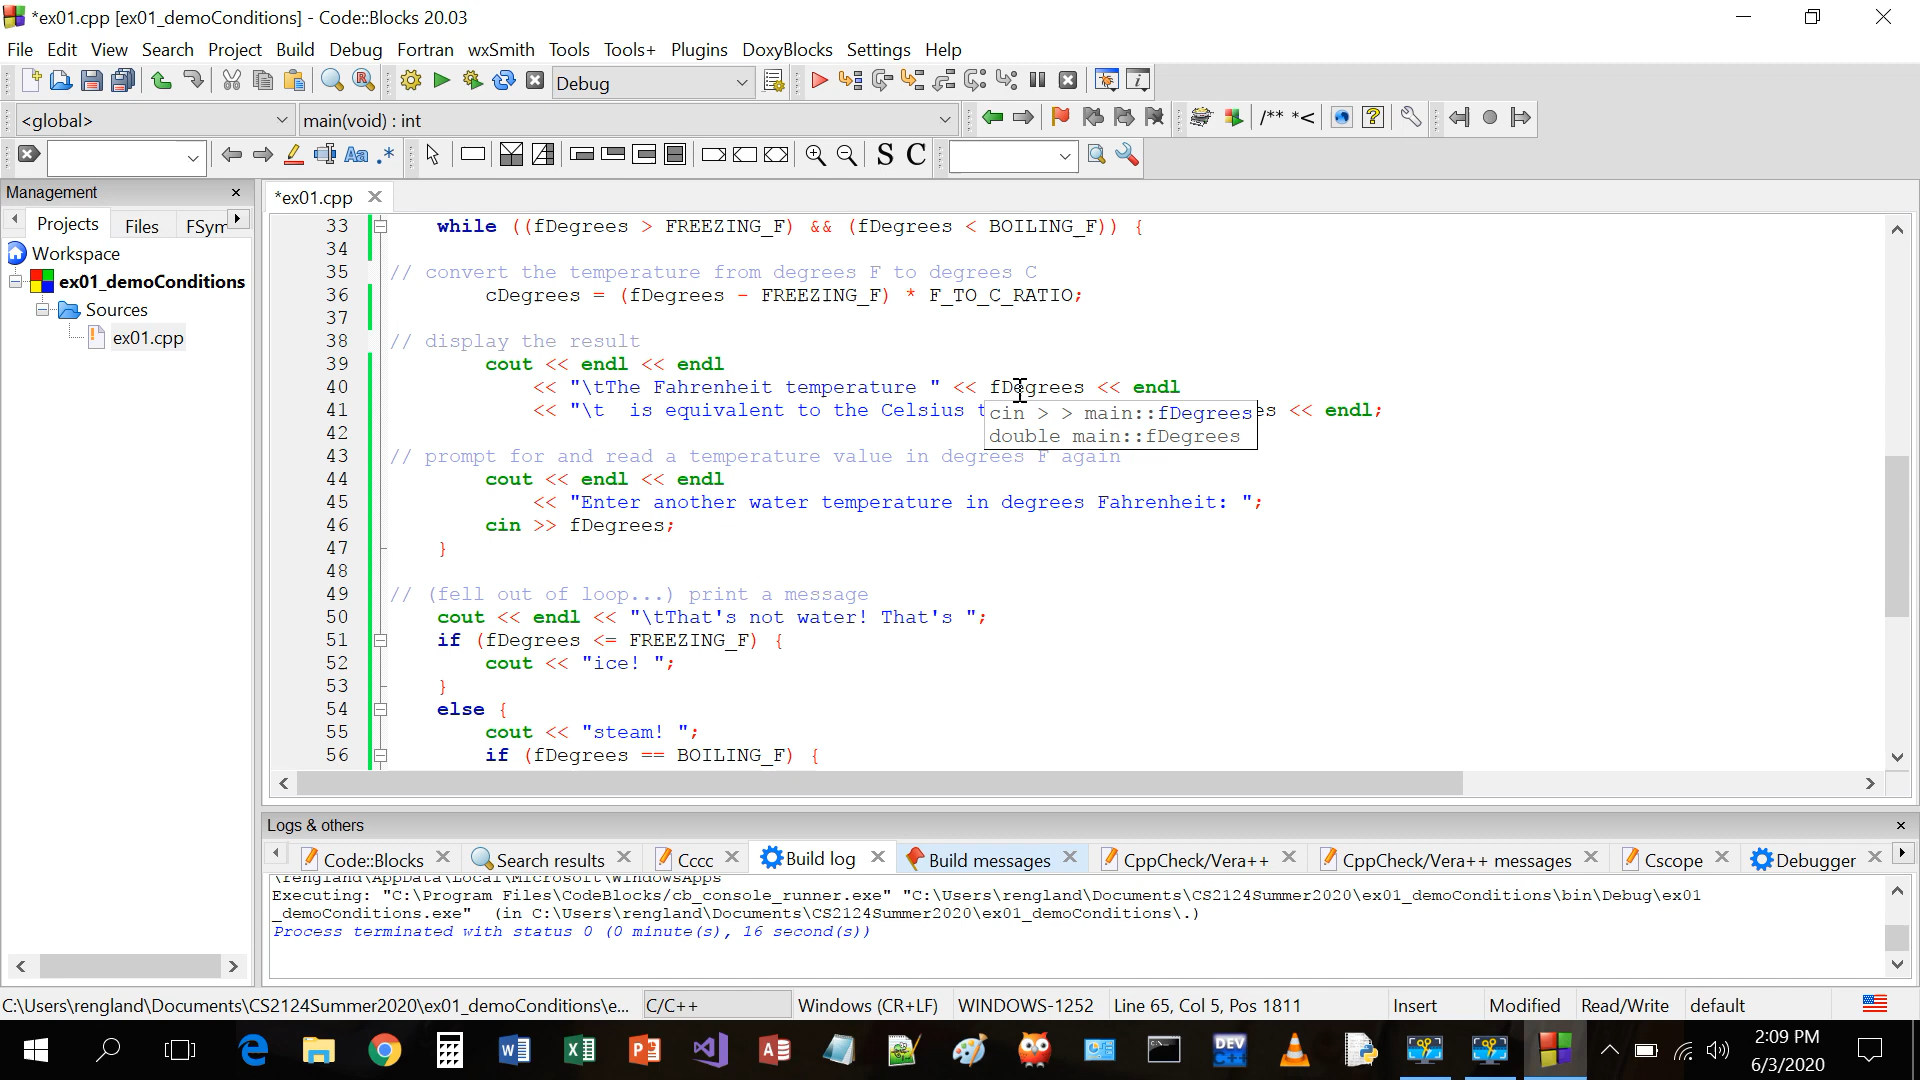 *ex01.cpp [ex01_demoConditions] - Code::Blocks 20.03
File Edit View Search Project Build Debug Fortran wxSmith Tools Tools+ Plugins DoxyBlocks Settings Help
Debug
<global> main(void) : int
/** *<
Aa .* S C
Management
Projects Files FSym
Workspace
ex01_demoConditions
Sources
ex01.cpp
*ex01.cpp
33 while ((fDegrees > FREEZING_F) && (fDegrees < BOILING_F)) {
34
35 // convert the temperature from degrees F to degrees C
36 cDegrees = (fDegrees - FREEZING_F) * F_TO_C_RATIO;
37
38 // display the result
39 cout << endl << endl
40 << "\tThe Fahrenheit temperature " << fDegrees << endl
41 << "\t  is equivalent to the Celsius t es << endl;
cin > > main::fDegrees
double main::fDegrees
42
43 // prompt for and read a temperature value in degrees F again
44 cout << endl << endl
45 << "Enter another water temperature in degrees Fahrenheit: ";
46 cin >> fDegrees;
47 }
48
49 // (fell out of loop...) print a message
50 cout << endl << "\tThat's not water! That's ";
51 if (fDegrees <= FREEZING_F) {
52 cout << "ice! ";
53 }
54 else {
55 cout << "steam! ";
56 if (fDegrees == BOILING_F) {
Logs & others
Code::Blocks Search results Cccc Build log Build messages CppCheck/Vera++ CppCheck/Vera++ messages Cscope Debugger
\rengland\AppData\Local\Microsoft\WindowsApps
Executing: "C:\Program Files\CodeBlocks/cb_console_runner.exe" "C:\Users\rengland\Documents\CS2124Summer2020\ex01_demoConditions\bin\Debug\ex01
_demoConditions.exe"  (in C:\Users\rengland\Documents\CS2124Summer2020\ex01_demoConditions\.)
Process terminated with status 0 (0 minute(s), 16 second(s))
C:\Users\rengland\Documents\CS2124Summer2020\ex01_demoConditions\e... C/C++ Windows (CR+LF) WINDOWS-1252 Line 65, Col 5, Pos 1811 Insert Modified Read/Write default
DEV
2:09 PM
6/3/2020